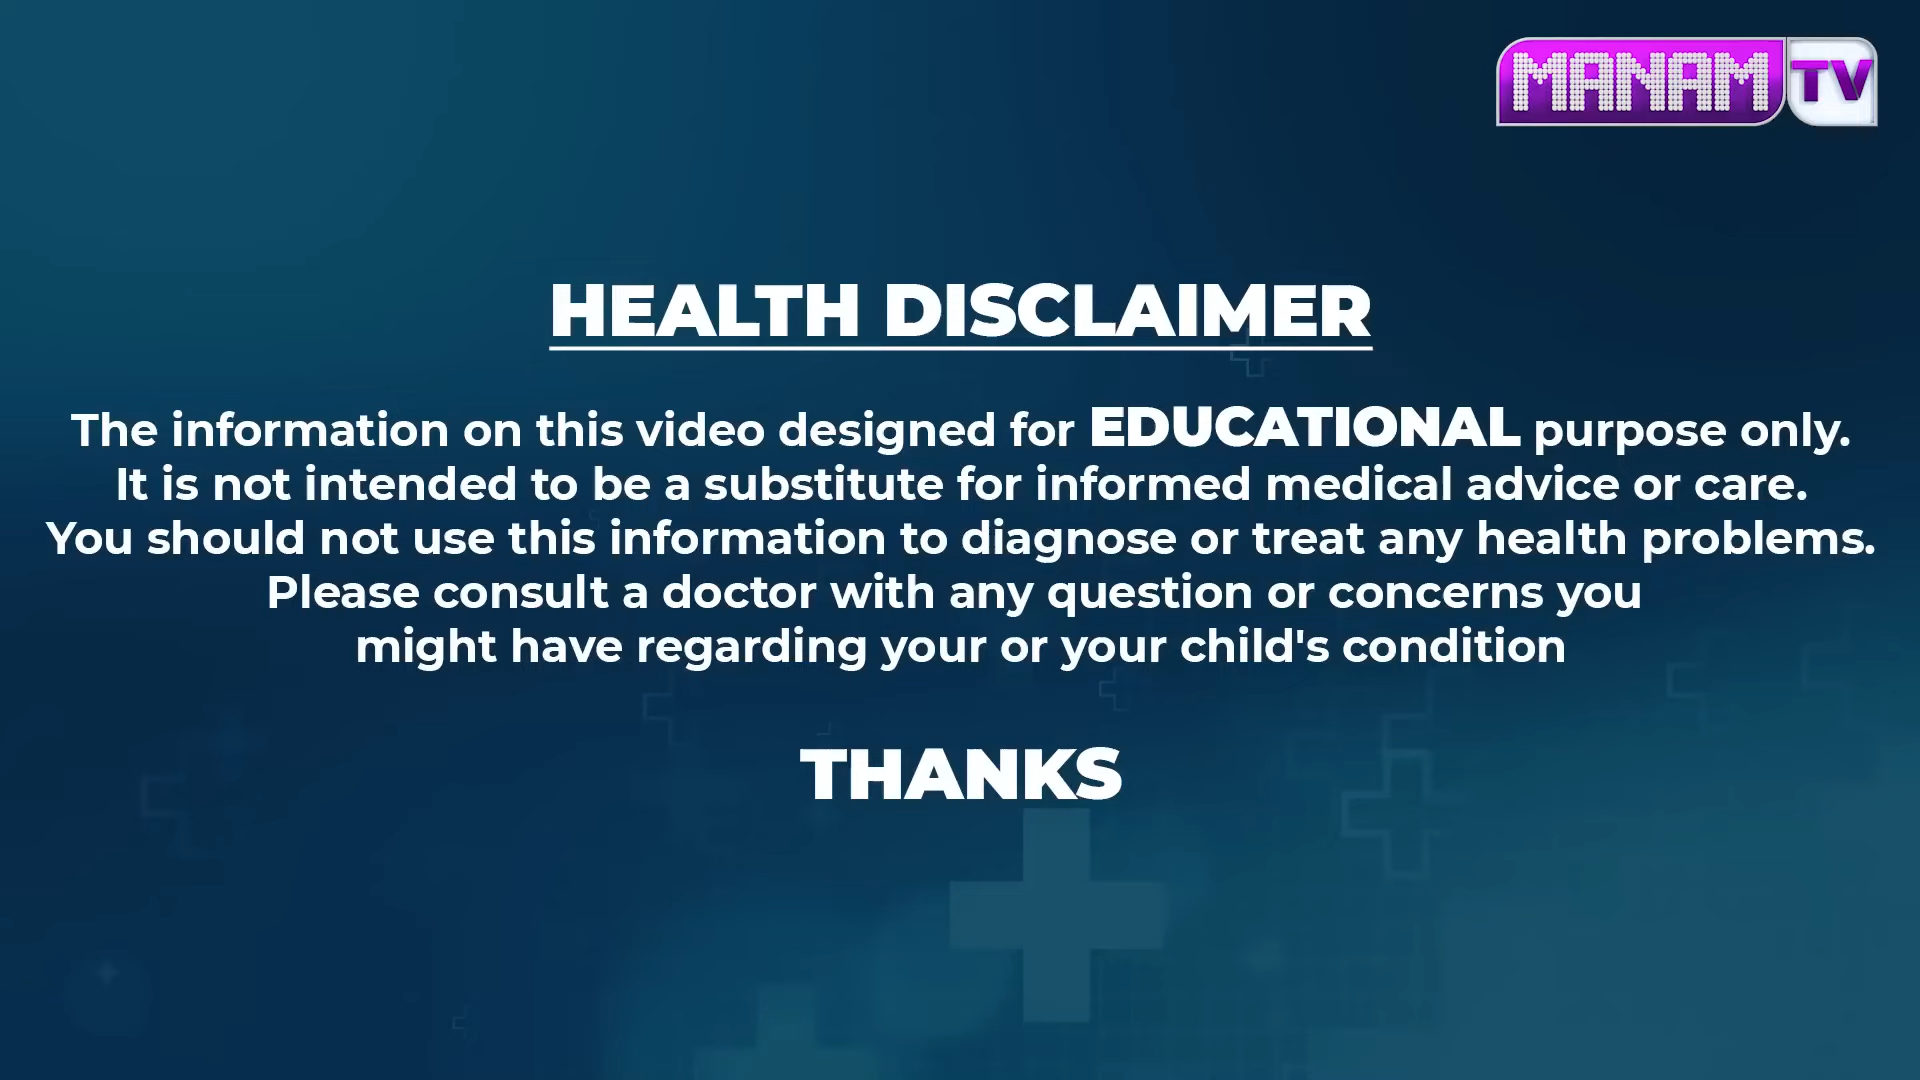 MANAM TV
HEALTH DISCLAIMER
The information on this video designed for EDUCATIONAL purpose only.
It is not intended to be a substitute for informed medical advice or care.
You should not use this information to diagnose or treat any health problems.
Please consult a doctor with any question or concerns you
might have regarding your or your child's condition
THANKS